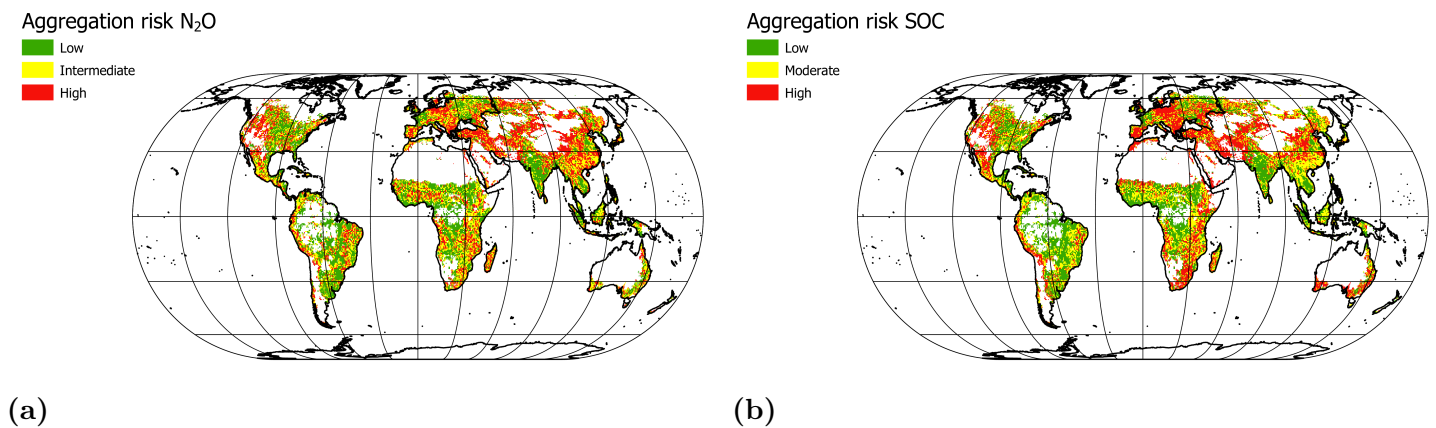 Aggregation risk N₂O
Low
Intermediate
High
(a)
Aggregation risk SOC
Low
Moderate
High
(b)